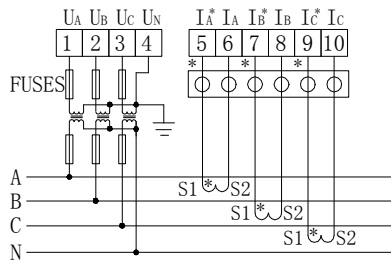 UA UB UC UN IA* IA IB* IB IC* IC
1 2 3 4 5 6 7 8 9 10
* * *
FUSES
A S1 * S2
B S1 * S2
C S1 * S2
N